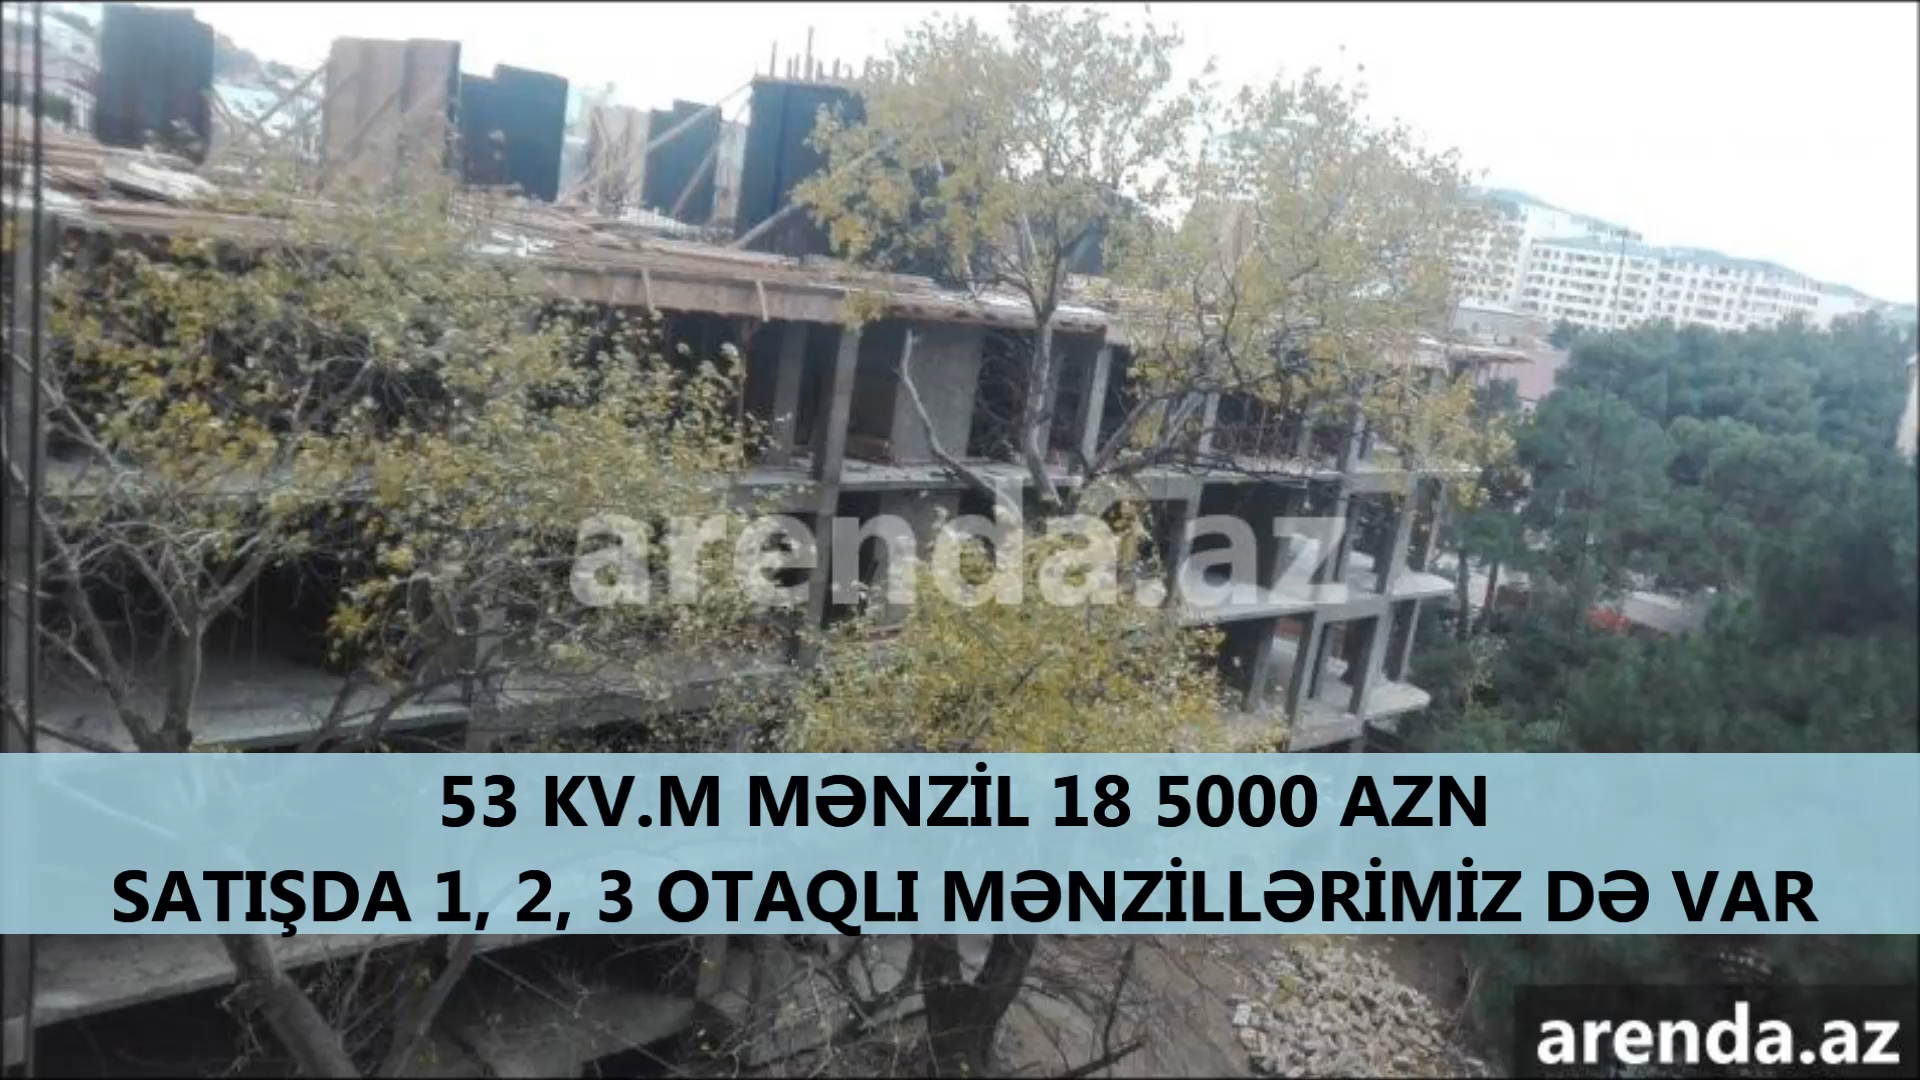 arenda.az
53 KV.M MƏNZİL 18 5000 AZN
SATIŞDA 1, 2, 3 OTAQLI MƏNZİLLƏRİMİZ DƏ VAR
arenda.az